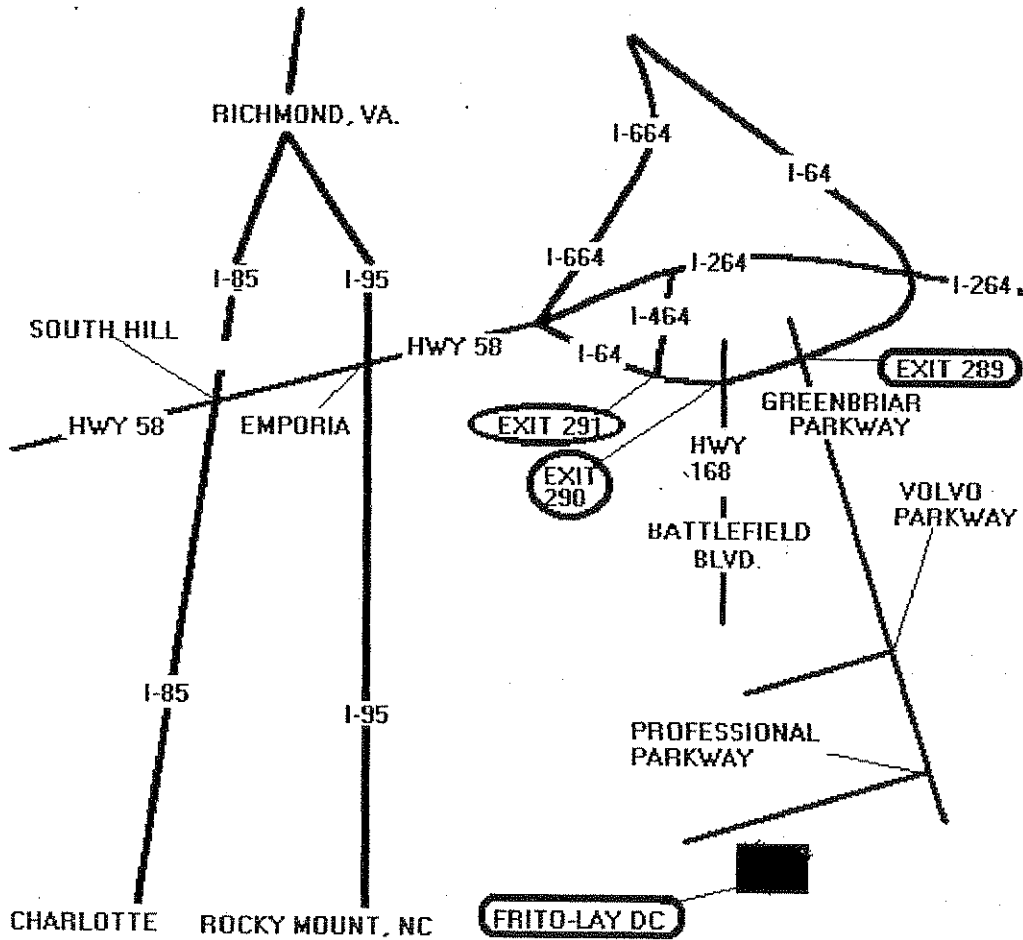 RICHMOND, VA.
I-664
I-64
I-85
I-95
I-664
I-264
I-264
SOUTH HILL
I-464
HWY 58
I-64
EXIT 289
HWY 58
EMPORIA
EXIT 291
GREENBRIAR
PARKWAY
EXIT
290
HWY
168
VOLVO
PARKWAY
BATTLEFIELD
BLVD.
I-85
I-95
PROFESSIONAL
PARKWAY
CHARLOTTE
ROCKY MOUNT, NC
FRITO-LAY DC